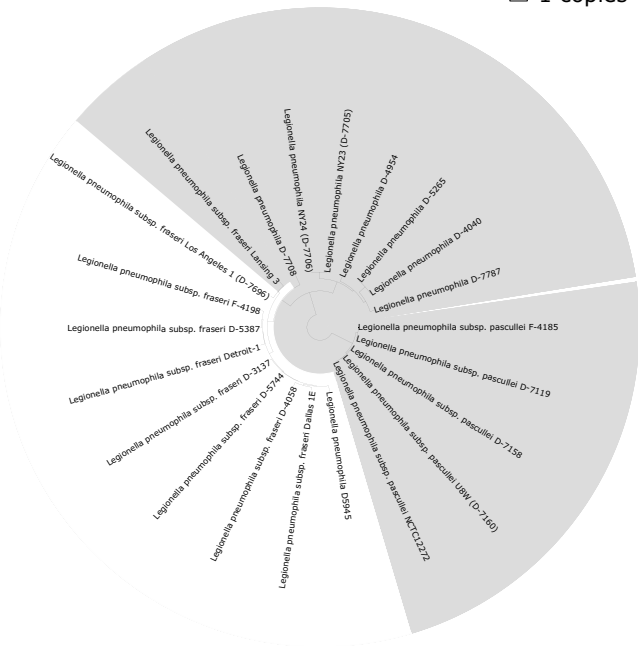 1 copies
Legionella pneumophila subsp. fraseri Lansing 3
Legionella pneumophila D-7708
Legionella pneumophila NY24 (D-7706)
Legionella pneumophila NY23 (D-7705)
Legionella pneumophila D-4954
Legionella pneumophila D-5265
Legionella pneumophila D-4040
Legionella pneumophila D-7787
Legionella pneumophila subsp. pascullei F-4185
Legionella pneumophila subsp. pascullei D-7119
Legionella pneumophila subsp. pascullei D-7158
Legionella pneumophila subsp. pascullei U8W (D-7160)
Legionella pneumophila subsp. pascullei NCTC12272
Legionella pneumophila D5945
Legionella pneumophila subsp. fraseri Dallas 1E
Legionella pneumophila subsp. fraseri D-4058
Legionella pneumophila subsp. fraseri D-5744
Legionella pneumophila subsp. fraseri D-3137
Legionella pneumophila subsp. fraseri Detroit-1
Legionella pneumophila subsp. fraseri D-5387
Legionella pneumophila subsp. fraseri F-4198
Legionella pneumophila subsp. fraseri Los Angeles 1 (D-7696)